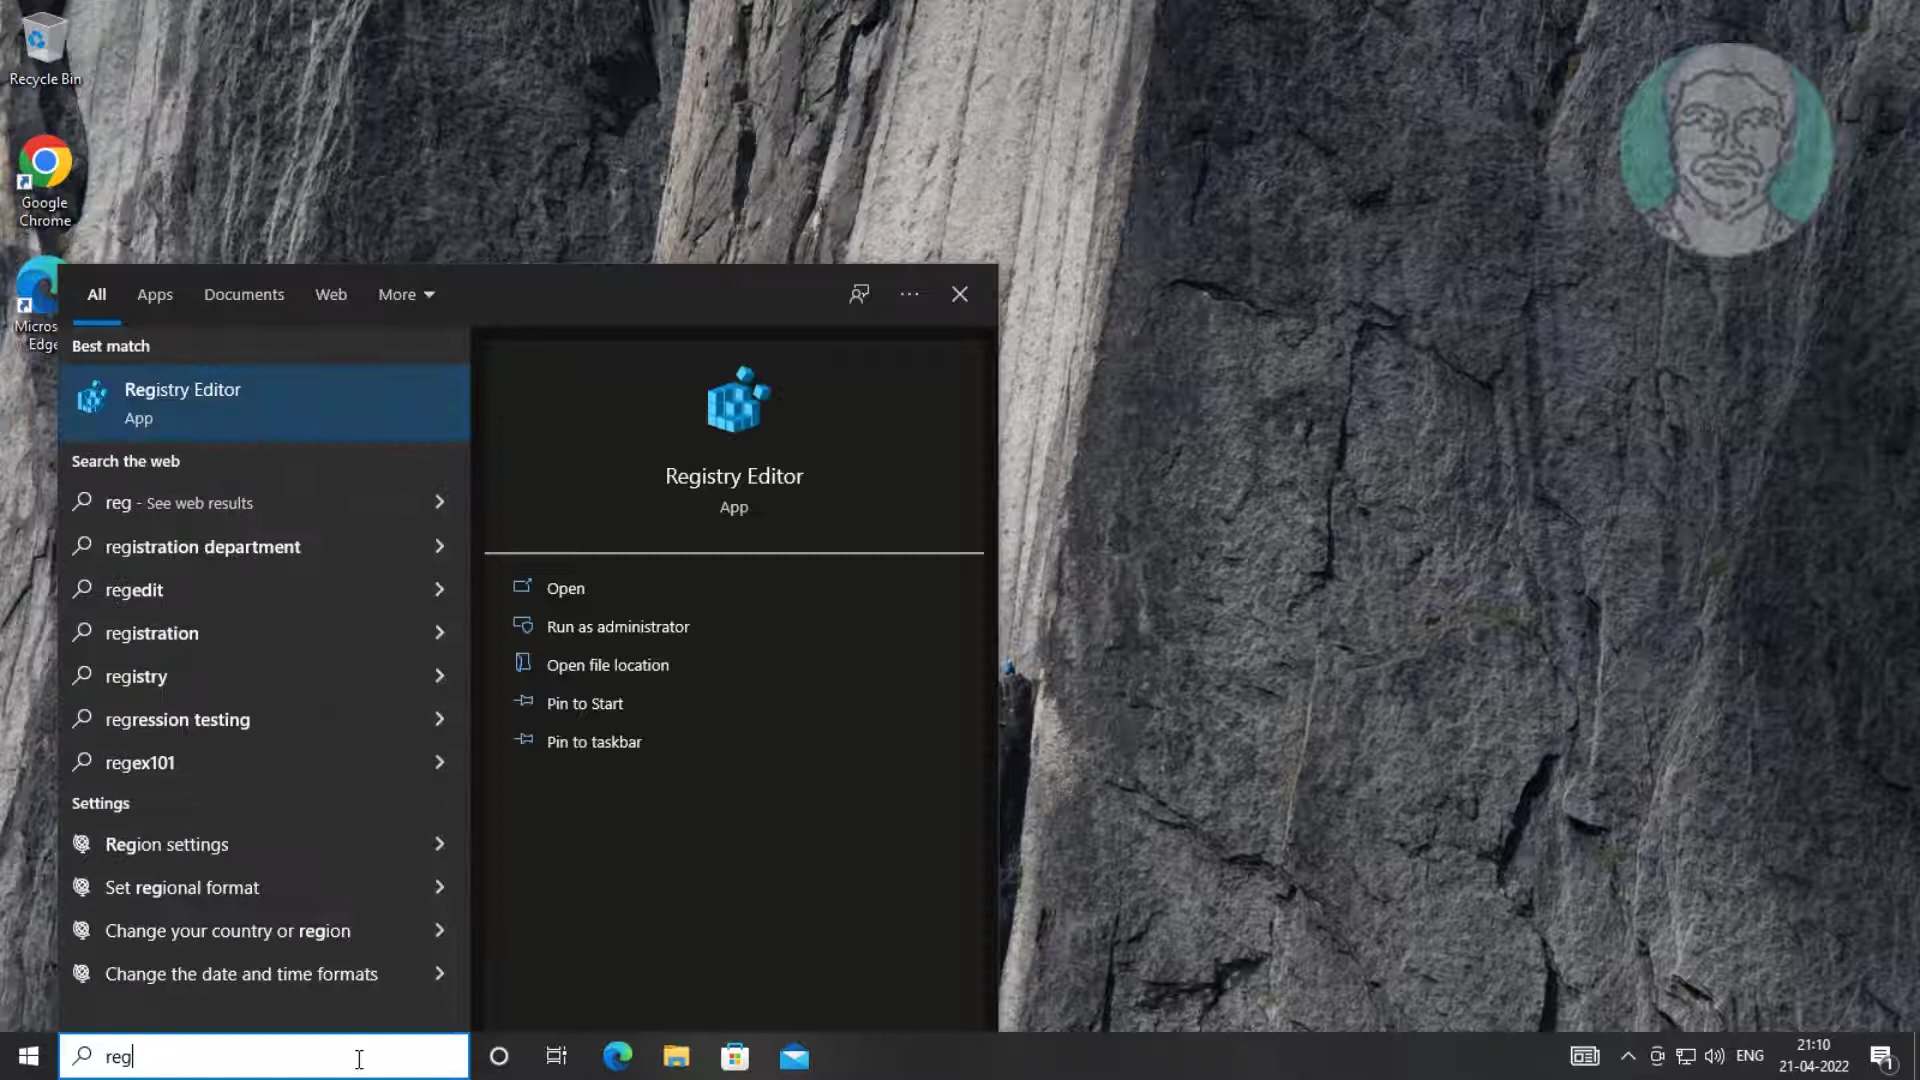 Recycle Bin
Google
Chrome
Micros
Edge
All Apps Documents Web More
Best match
Registry Editor
App
Search the web
reg - See web results
registration department
regedit
registration
registry
regression testing
regex101
Settings
Region settings
Set regional format
Change your country or region
Change the date and time formats
Registry Editor
App
Open
Run as administrator
Open file location
Pin to Start
Pin to taskbar
reg
ENG
21:10
21-04-2022
1